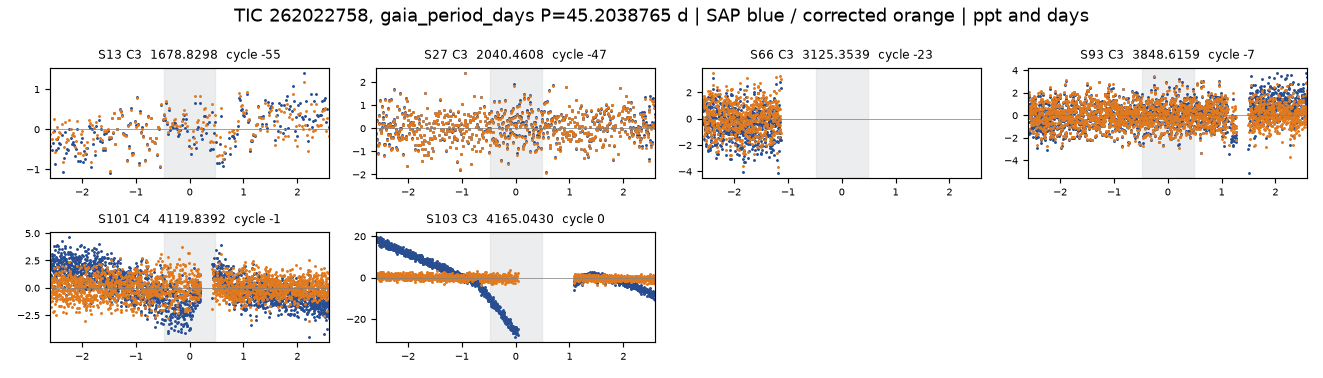 TIC 262022758, gaia_period_days P=45.2038765 d | SAP blue / corrected orange | ppt and days
S13 C3 1678.8298 cycle -55
S27 C3 2040.4608 cycle -47
S66 C3 3125.3539 cycle -23
S93 C3 3848.6159 cycle -7
1
0
−1
−2 −1 0 1 2
2
1
0
−1
−2
−2 −1 0 1 2
2
0
−2
−4
−2 −1 0 1 2
4
2
0
−2
−4
−2 −1 0 1 2
S101 C4 4119.8392 cycle -1
S103 C3 4165.0430 cycle 0
5.0
2.5
0.0
−2.5
−2 −1 0 1 2
20
0
−20
−2 −1 0 1 2